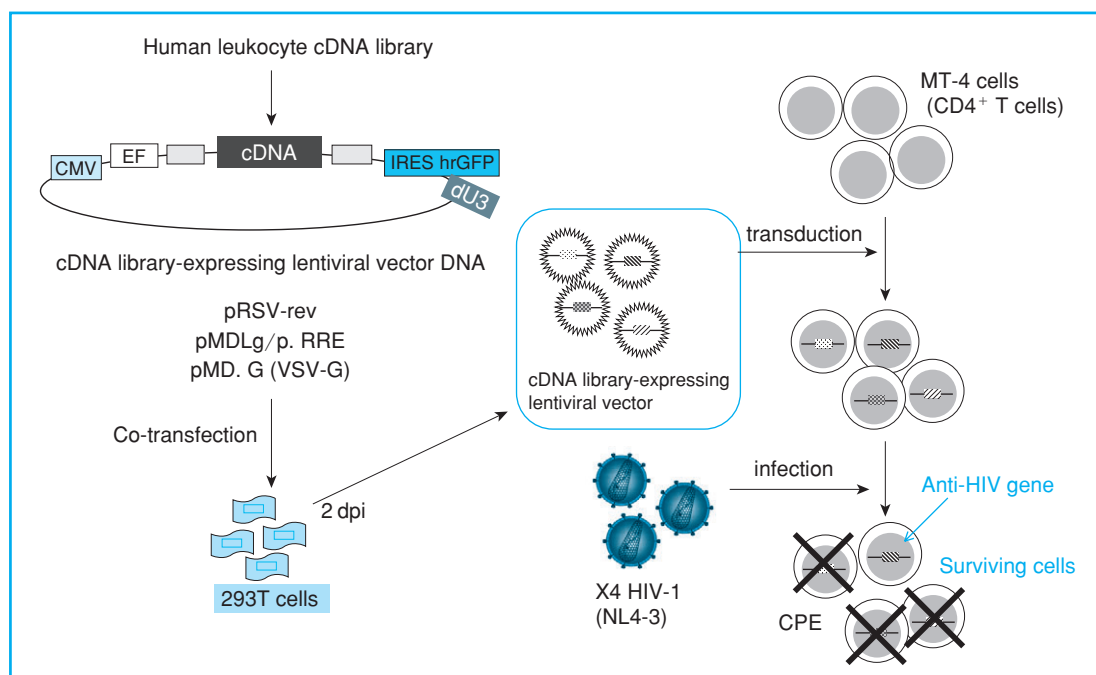 Human leukocyte cDNA library
CMV
EF
cDNA
IRES hrGFP
dU3
cDNA library-expressing lentiviral vector DNA
pRSV-rev
pMDLg/p. RRE
pMD. G (VSV-G)
Co-transfection
2 dpi
293T cells
cDNA library-expressing
lentiviral vector
MT-4 cells
(CD4⁺ T cells)
transduction
infection
X4 HIV-1
(NL4-3)
Anti-HIV gene
Surviving cells
CPE